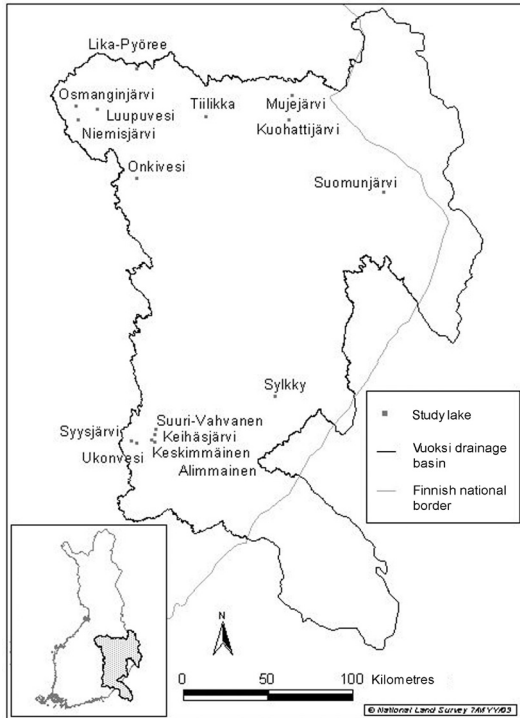 Lika-Pyöree
Osmanginjärvi
Luupuvesi
Niemisjärvi
Tiilikka
Mujejärvi
Kuohattijärvi
Onkivesi
Suomunjärvi
Sylkky
Suuri-Vahvanen
Syysjärvi
Keihäsjärvi
Ukonvesi
Keskimmäinen
Alimmainen
Study lake
Vuoksi drainage
basin
Finnish national
border
N
0 50 100 Kilometres
© National Land Survey 7/MYY/03